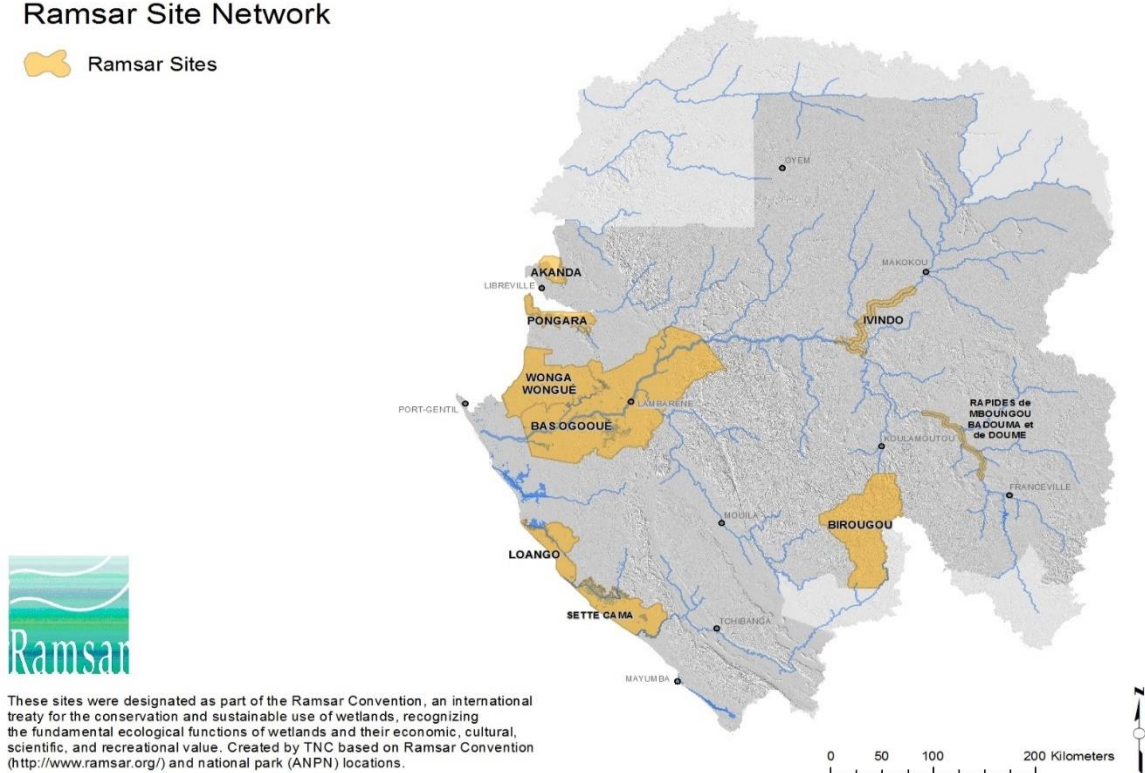 Ramsar Site Network
Ramsar Sites
OYEM
MAKOKOU
AKANDA
LIBREVILLE
IVINDO
PONGARA
WONGA
WONGUÉ
PORT-GENTIL
LAMBARENE
BAS OGOOUÉ
RAPIDES de
MBOUNGOU
BADOUMA et
de DOUME
KOULAMOUTOU
FRANCEVILLE
MOUILA
BIROUGOU
LOANGO
SETTE CAMA
TCHIBANGA
MAYUMBA
Ramsar
These sites were designated as part of the Ramsar Convention, an international
treaty for the conservation and sustainable use of wetlands, recognizing
the fundamental ecological functions of wetlands and their economic, cultural,
scientific, and recreational value. Created by TNC based on Ramsar Convention
(http://www.ramsar.org/) and national park (ANPN) locations.
N
0 50 100 200 Kilometers